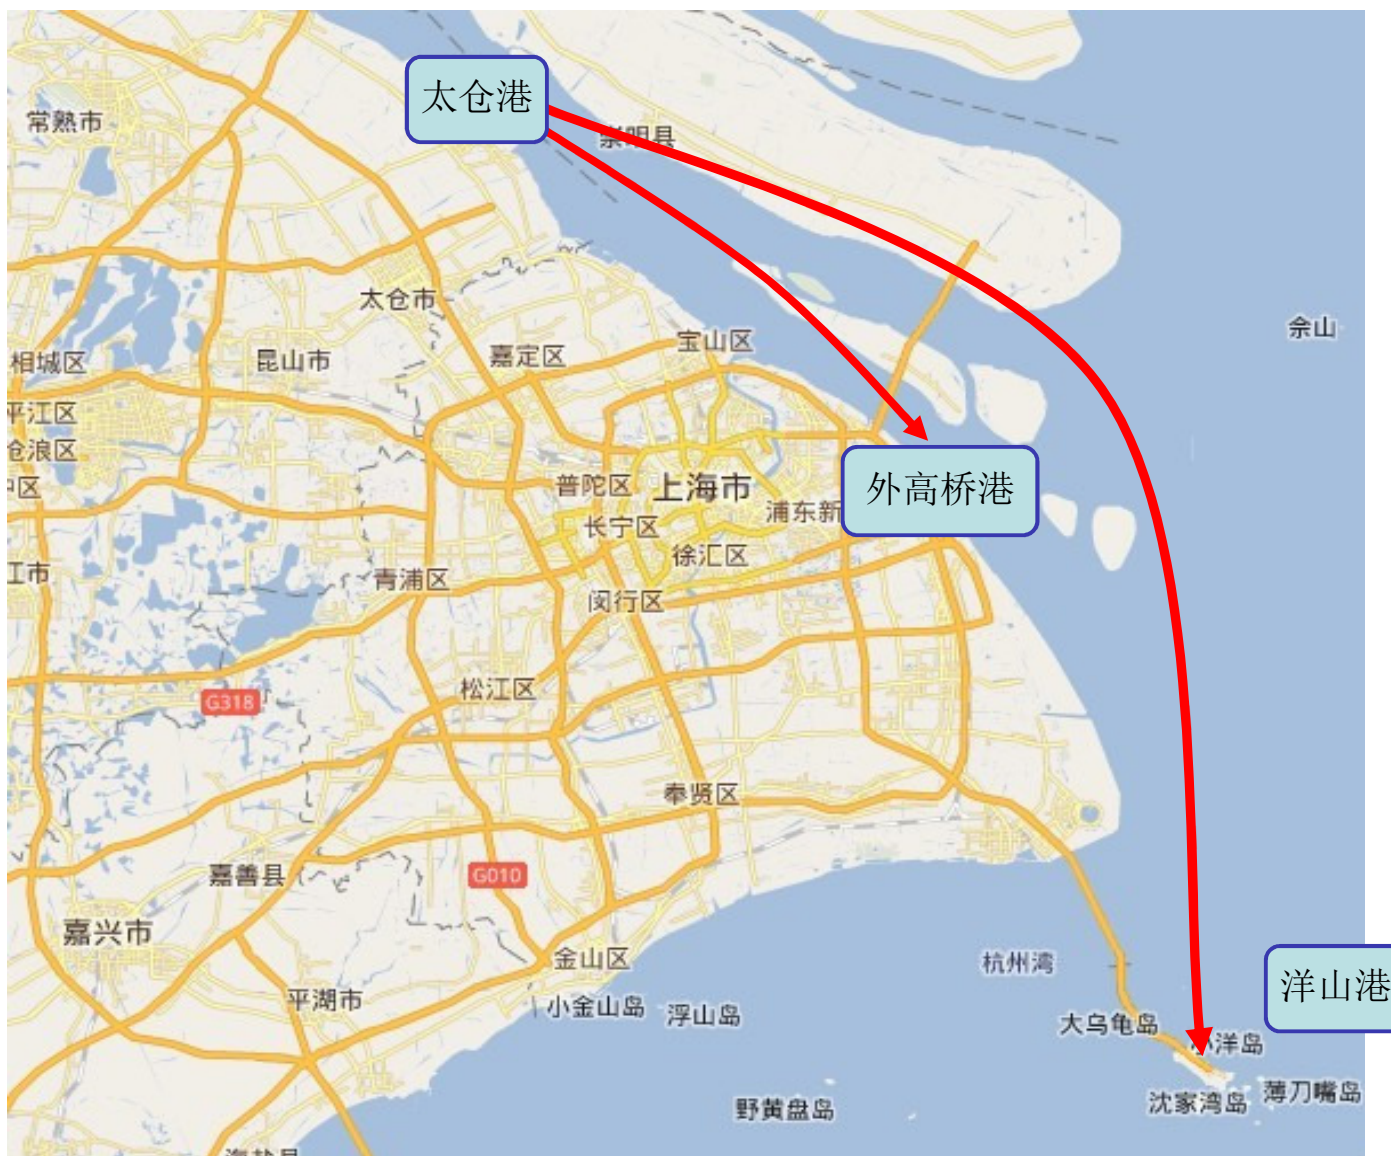 太仓港
常熟市
崇明县
太仓市
佘山
宝山区
嘉定区
昆山市
相城区
平江区
沧浪区
上海市
普陀区
外高桥港
浦东新
长宁区
徐汇区
江市
青浦区
闵行区
松江区
G318
奉贤区
嘉善县
G010
嘉兴市
金山区
杭州湾
洋山港
平湖市
小金山岛
浮山岛
大乌龟岛
小洋岛
薄刀嘴岛
沈家湾岛
野黄盘岛